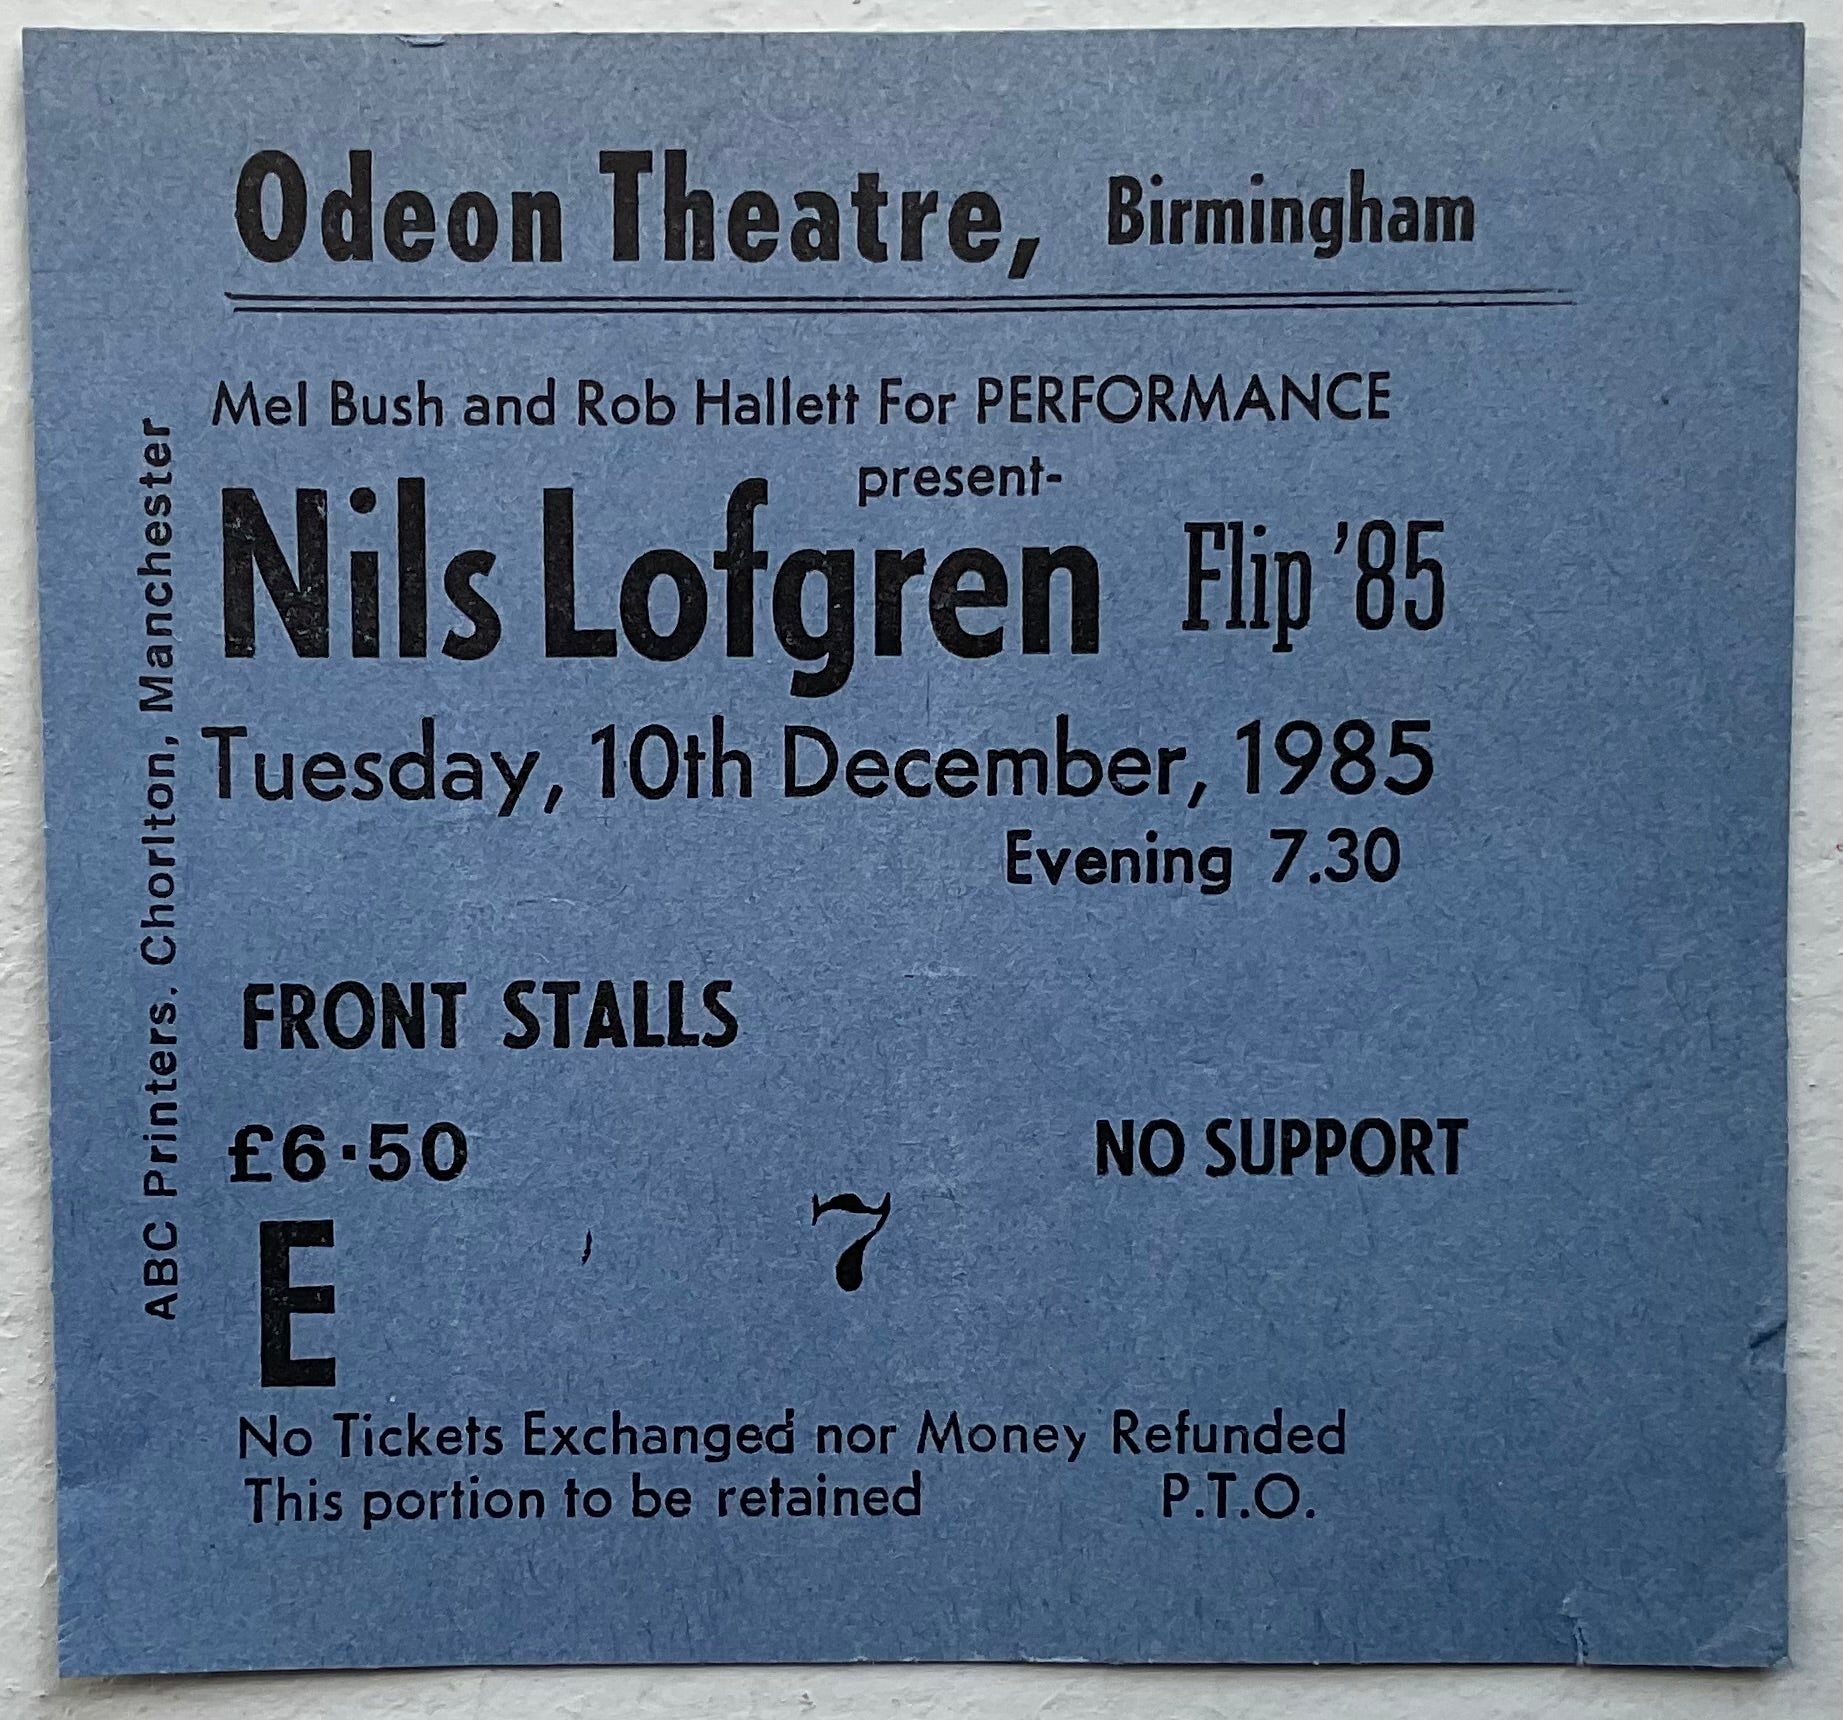 Odeon Theatre, Birmingham
Mel Bush and Rob Hallett For PERFORMANCE
present-
Nils Lofgren Flip '85
Tuesday, 10th December, 1985
Evening 7.30
FRONT STALLS
£6·50 NO SUPPORT
E 7
No Tickets Exchanged nor Money Refunded
This portion to be retained P.T.O.
ABC Printers. Chorlton, Manchester